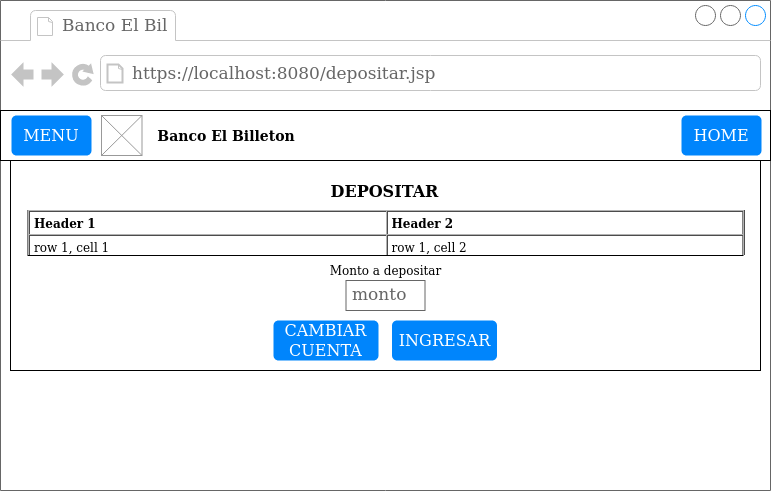 Banco El Bil
https://localhost:8080/depositar.jsp
MENU Banco El Billeton HOME
DEPOSITAR
Header 1 Header 2
row 1, cell 1 row 1, cell 2
Monto a depositar
monto
CAMBIAR
CUENTA
INGRESAR